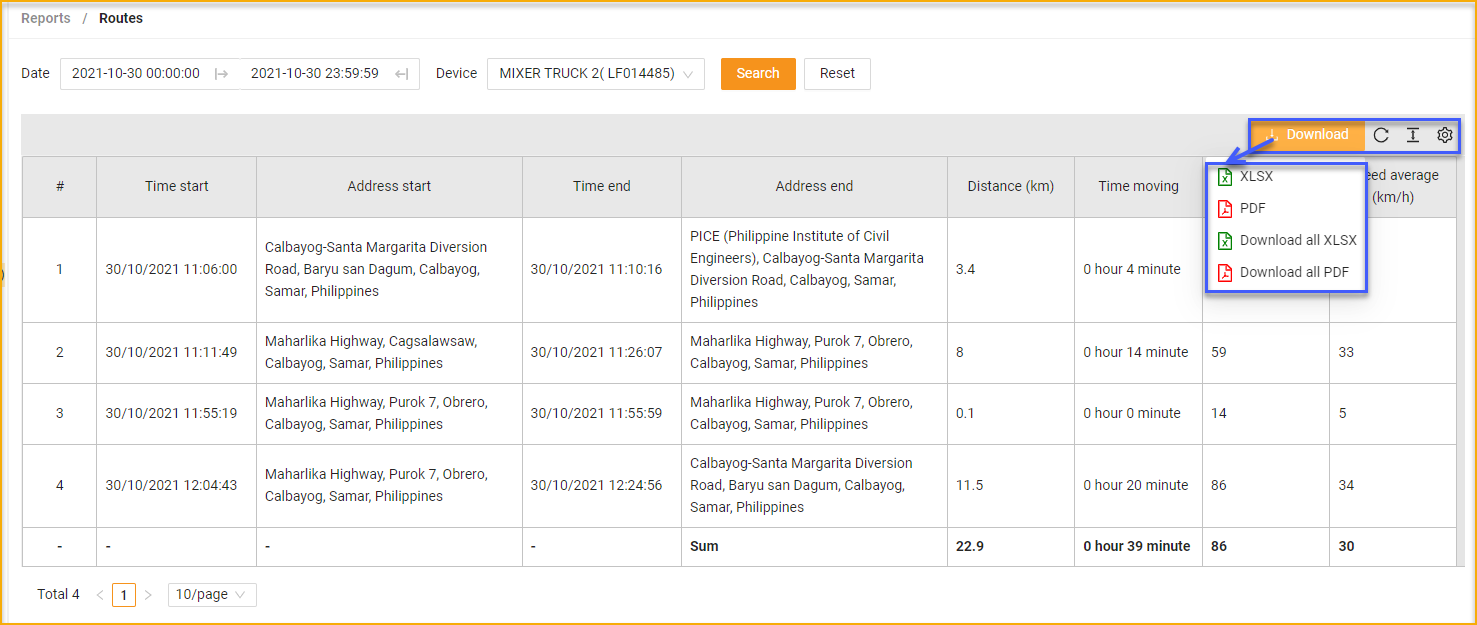 Reports / Routes
Date 2021-10-30 00:00:00 2021-10-30 23:59:59 Device MIXER TRUCK 2( LF014485) Search Reset
Download
# Time start Address start Time end Address end Distance (km) Time moving average
(km/h)
XLSX
PDF
Download all XLSX
Download all PDF
1 30/10/2021 11:06:00 Calbayog-Santa Margarita Diversion
Road, Baryu san Dagum, Calbayog,
Samar, Philippines
30/10/2021 11:10:16 PICE (Philippine Institute of Civil
Engineers), Calbayog-Santa Margarita
Diversion Road, Calbayog, Samar,
Philippines
3.4 0 hour 4 minute
2 30/10/2021 11:11:49 Maharlika Highway, Cagsalawsaw,
Calbayog, Samar, Philippines
30/10/2021 11:26:07 Maharlika Highway, Purok 7, Obrero,
Calbayog, Samar, Philippines
8 0 hour 14 minute 59 33
3 30/10/2021 11:55:19 Maharlika Highway, Purok 7, Obrero,
Calbayog, Samar, Philippines
30/10/2021 11:55:59 Maharlika Highway, Purok 7, Obrero,
Calbayog, Samar, Philippines
0.1 0 hour 0 minute 14 5
4 30/10/2021 12:04:43 Maharlika Highway, Purok 7, Obrero,
Calbayog, Samar, Philippines
30/10/2021 12:24:56 Calbayog-Santa Margarita Diversion
Road, Baryu san Dagum, Calbayog,
Samar, Philippines
11.5 0 hour 20 minute 86 34
- - - - Sum 22.9 0 hour 39 minute 86 30
Total 4 < 1 > 10/page